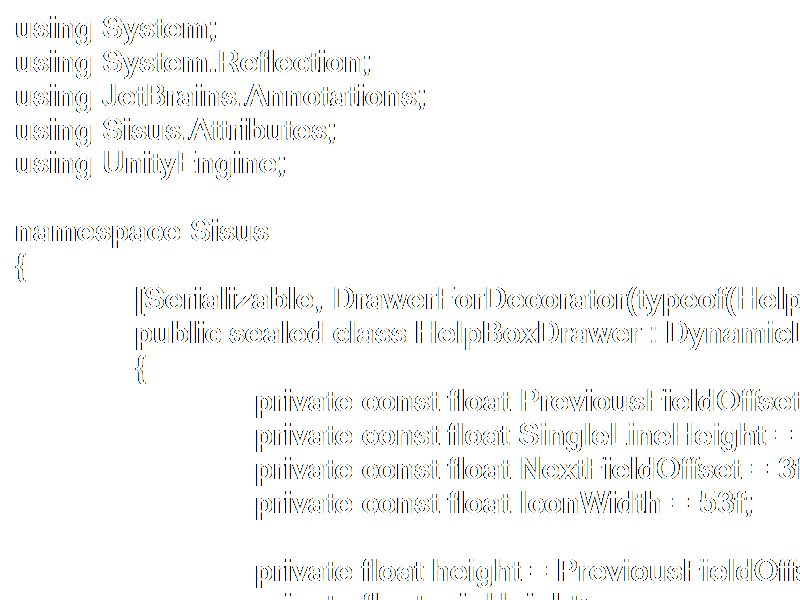 using System;
using System.Reflection;
using JetBrains.Annotations;
using Sisus.Attributes;
using UnityEngine;

namespace Sisus
{
[Serializable, DrawerForDecorator(typeof(Help
public sealed class HelpBoxDrawer : Dynamic
{
private const float PreviousFieldOffset
private const float SingleLineHeight =
private const float NextFieldOffset = 3f
private const float IconWidth = 53f;

private float height = PreviousFieldOffs